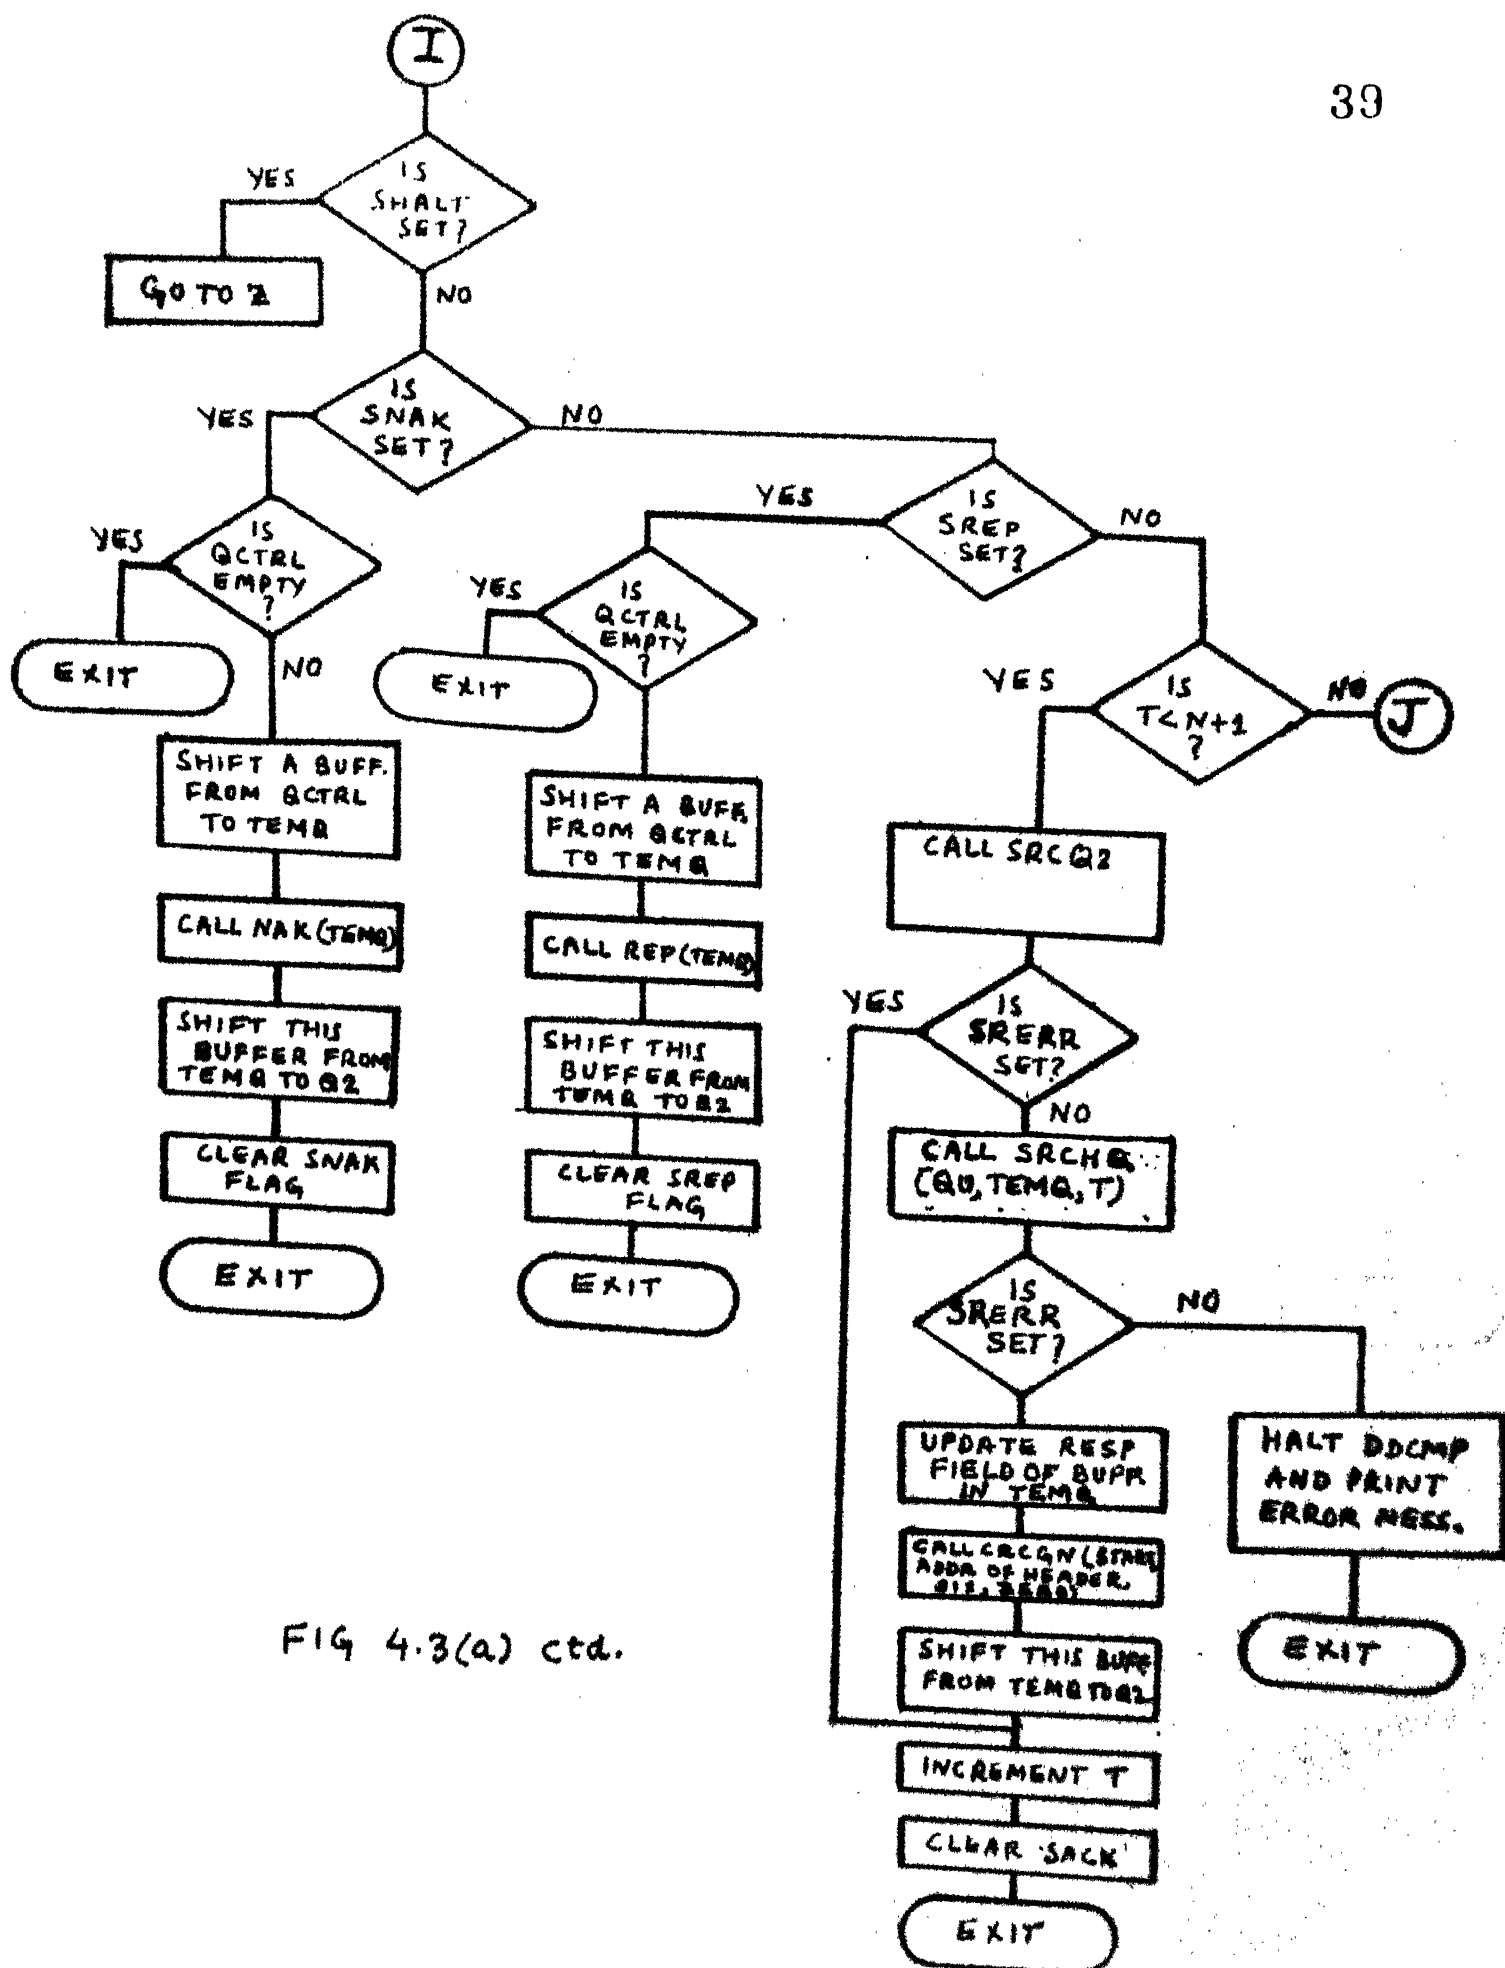 39
I
IS
SHALT
SET?
YES
NO
GO TO Z
IS
SNAK
SET?
YES
NO
IS
SREP
SET?
YES
NO
IS
QCTRL
EMPTY
?
YES
NO
EXIT
IS
QCTRL
EMPTY
?
YES
EXIT
IS
T<N+1
?
YES
NO
J
SHIFT A BUFF.
FROM QCTRL
TO TEMQ
CALL NAK(TEMQ)
SHIFT THIS
BUFFER FROM
TEMQ TO Q2
CLEAR SNAK
FLAG
EXIT
SHIFT A BUFF.
FROM QCTRL
TO TEMQ
CALL REP(TEMQ)
SHIFT THIS
BUFFER FROM
TEMQ TO Q2
CLEAR SREP
FLAG
EXIT
CALL SRCQ2
IS
SRERR
SET?
YES
NO
CALL SRCHQ
(QU,TEMQ,T)
IS
SRERR
SET?
NO
HALT DDCMP
AND PRINT
ERROR MESS.
EXIT
UPDATE RESP
FIELD OF BUFR
IN TEMQ
CALL CRCGN (START
ADDR OF HEADER,
SHIFT THIS BUFF
FROM TEMQ TO Q2
INCREMENT T
CLEAR 'SACK'
EXIT
FIG 4.3(a) ctd.